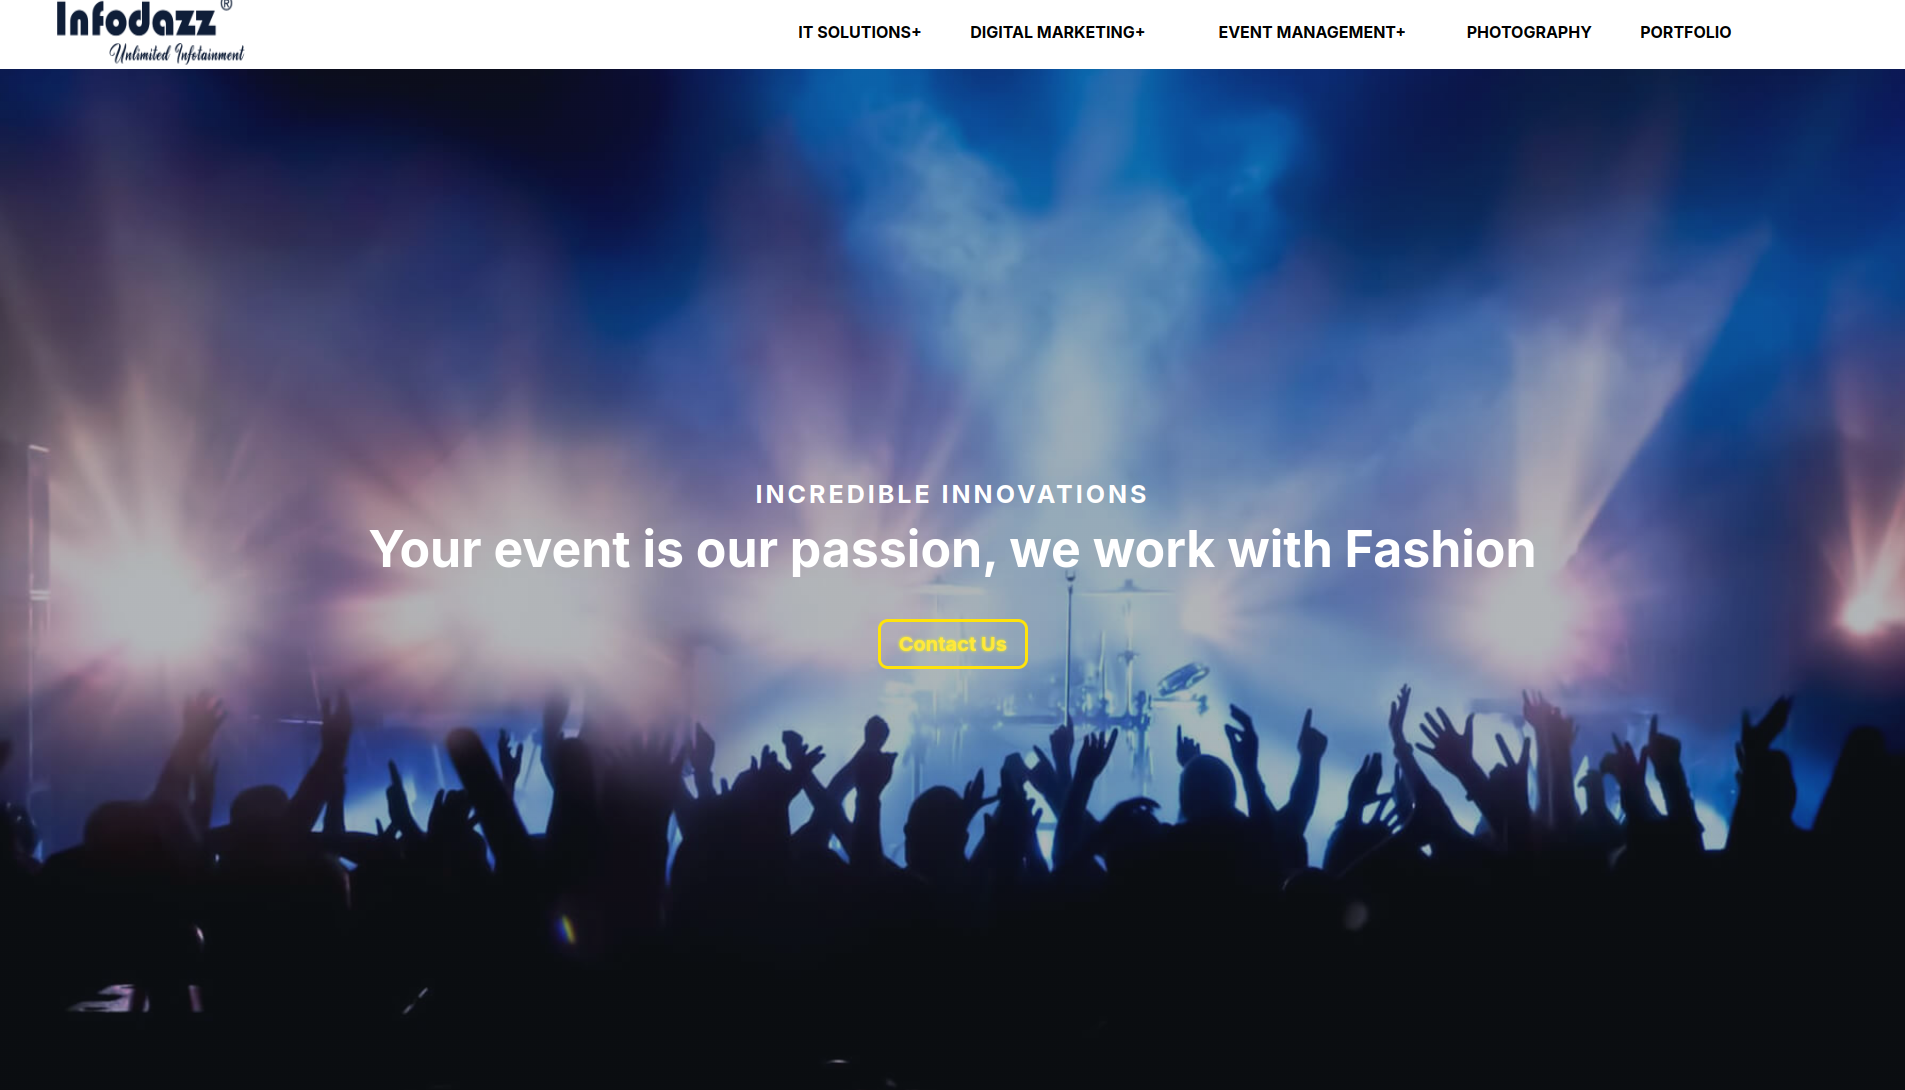 Infodazz®
Unlimited Infotainment
IT SOLUTIONS+ DIGITAL MARKETING+ EVENT MANAGEMENT+ PHOTOGRAPHY PORTFOLIO
INCREDIBLE INNOVATIONS
Your event is our passion, we work with Fashion
Contact Us